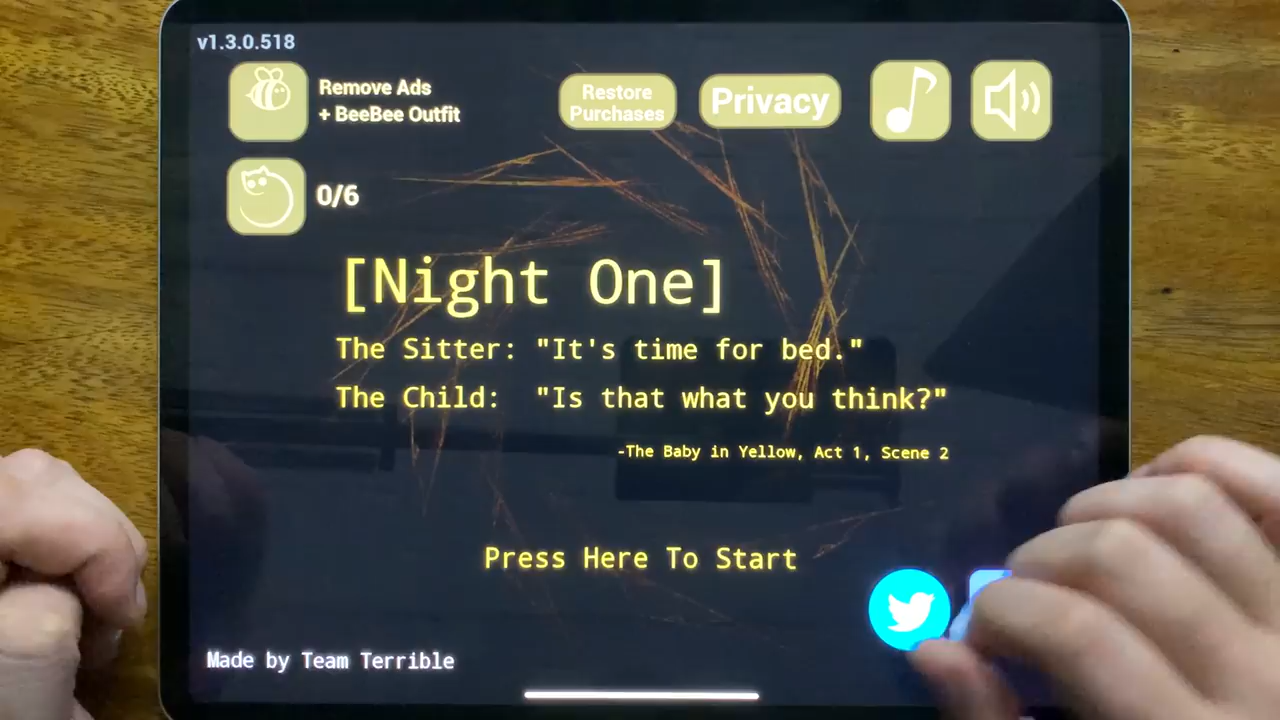 v1.3.0.518
Remove Ads
+ BeeBee Outfit
Restore
Purchases
Privacy
0/6
[Night One]
The Sitter: "It's time for bed."
The Child: "Is that what you think?"
-The Baby in Yellow, Act 1, Scene 2
Press Here To Start
Made by Team Terrible